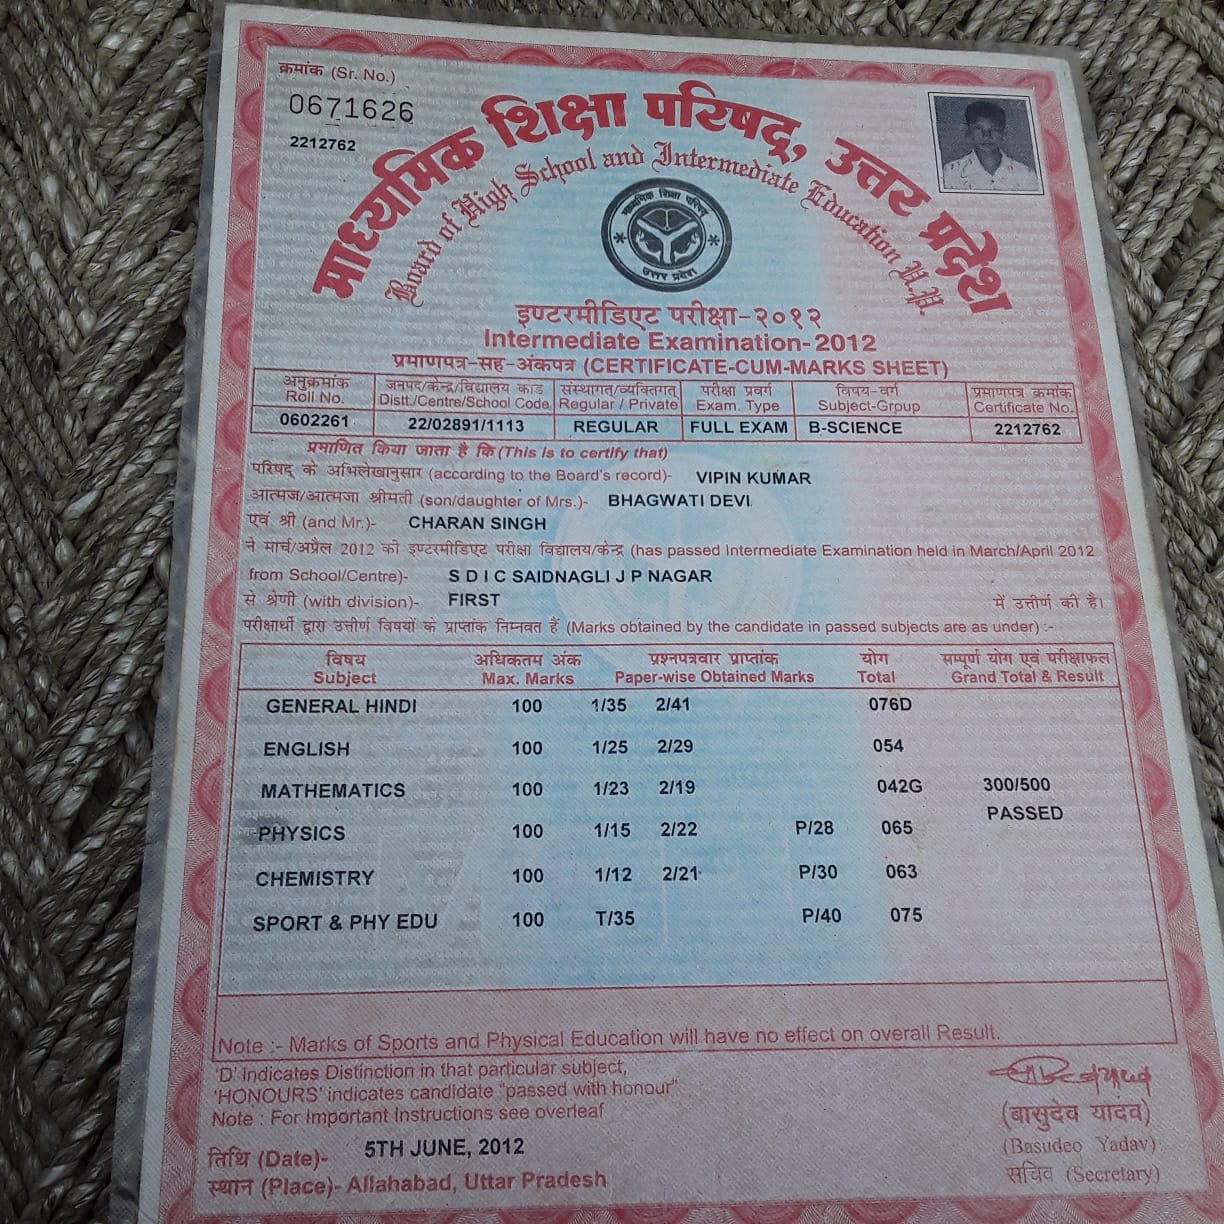 क्रमांक (Sr. No.)
0671626
2212762
माध्यमिक शिक्षा परिषद्, उत्तर प्रदेश
Board of High School and Intermediate Education U.P.
माध्यमिक शिक्षा परिषद्
उत्तर प्रदेश
इण्टरमीडिएट परीक्षा-२०१२
Intermediate Examination-2012
प्रमाणपत्र-सह-अंकपत्र (CERTIFICATE-CUM-MARKS SHEET)
अनुक्रमांक जनपद/केन्द्र/विद्यालय कोड संस्थागत/व्यक्तिगत परीक्षा प्रवर्ग विषय-वर्ग प्रमाणपत्र क्रमांक
Roll No. Distt./Centre/School Code Regular / Private Exam. Type Subject-Group Certificate No.
0602261 22/02891/1113 REGULAR FULL EXAM B-SCIENCE 2212762
प्रमाणित किया जाता है कि (This is to certify that)
परिषद् के अभिलेखानुसार (according to the Board's record)- VIPIN KUMAR
आत्मज/आत्मजा श्रीमती (son/daughter of Mrs.)- BHAGWATI DEVI
एवं श्री (and Mr.)- CHARAN SINGH
ने मार्च/अप्रैल 2012 की इण्टरमीडिएट परीक्षा विद्यालय/केन्द्र (has passed Intermediate Examination held in March/April 2012
from School/Centre)- S D I C SAIDNAGLI J P NAGAR
से श्रेणी (with division)- FIRST में उत्तीर्ण की है।
परीक्षार्थी द्वारा उत्तीर्ण विषयों के प्राप्तांक निम्नवत हैं (Marks obtained by the candidate in passed subjects are as under) :-
विषय अधिकतम अंक प्रश्नपत्रवार प्राप्तांक योग सम्पूर्ण योग एवं परीक्षाफल
Subject Max. Marks Paper-wise Obtained Marks Total Grand Total & Result
GENERAL HINDI 100 1/35 2/41 076D
ENGLISH 100 1/25 2/29 054
MATHEMATICS 100 1/23 2/19 042G 300/500
PASSED
PHYSICS 100 1/15 2/22 P/28 065
CHEMISTRY 100 1/12 2/21 P/30 063
SPORT & PHY EDU 100 T/35 P/40 075
Note :- Marks of Sports and Physical Education will have no effect on overall Result.
'D' Indicates Distinction in that particular subject,
'HONOURS' indicates candidate "passed with honour"
Note : For Important Instructions see overleaf
(बासुदेव यादव)
(Basudeo Yadav)
सचिव (Secretary)
तिथि (Date)- 5TH JUNE, 2012
स्थान (Place)- Allahabad, Uttar Pradesh